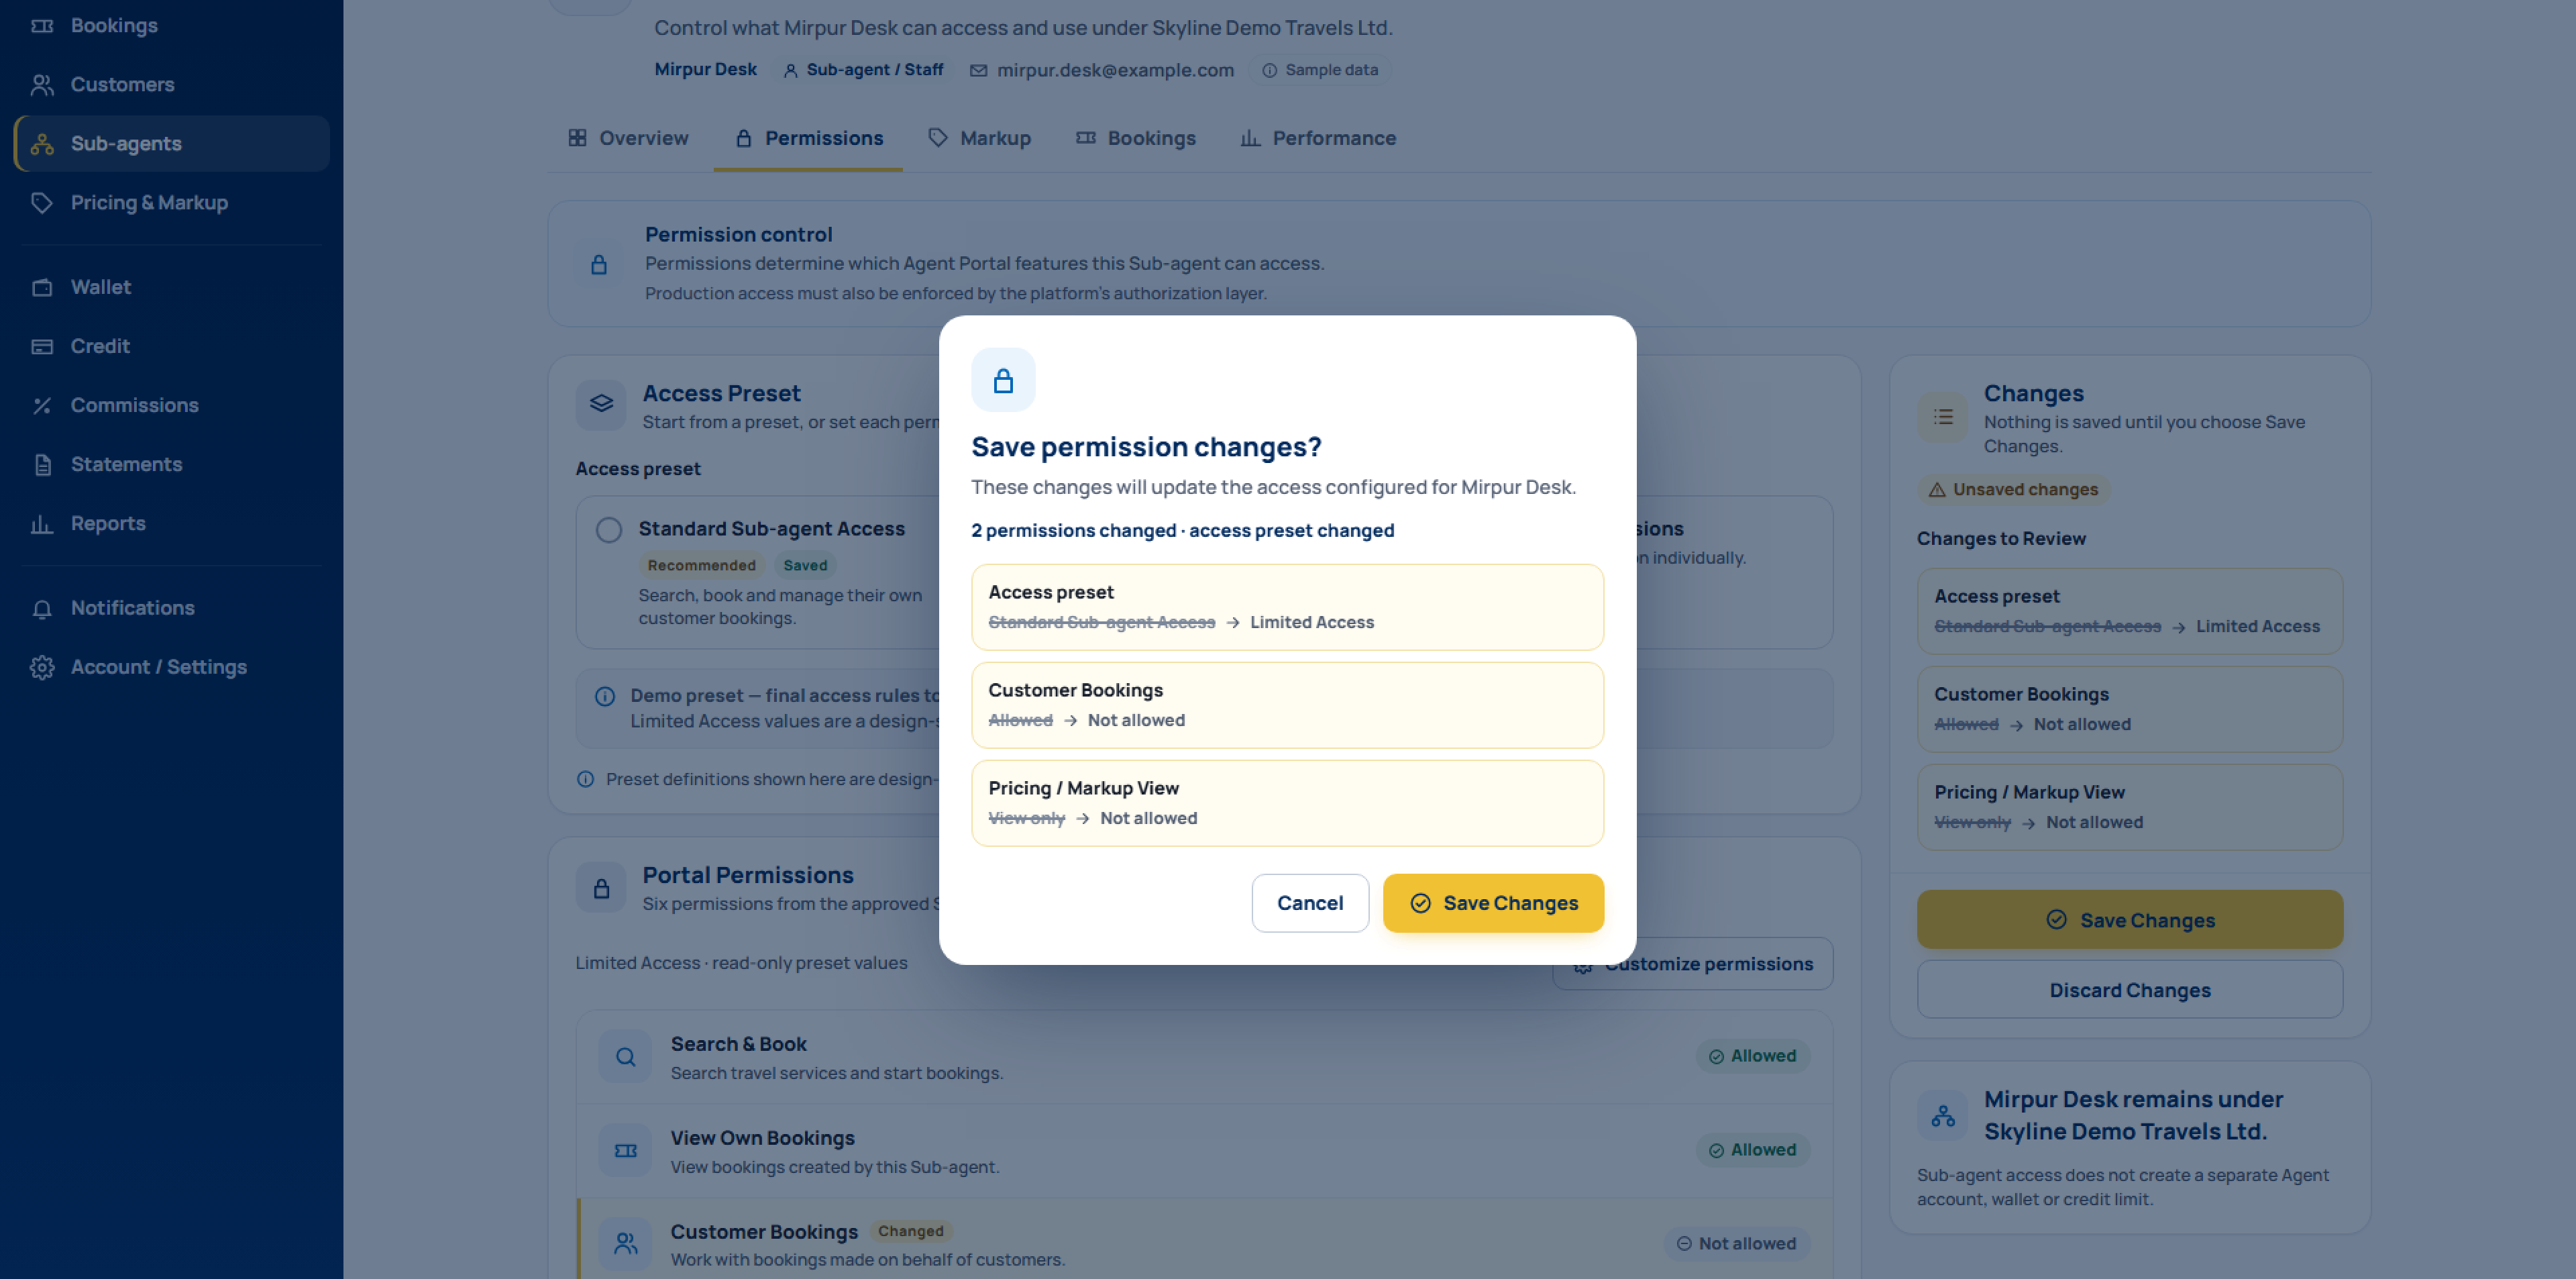 Bookings
Customers
Sub-agents
Pricing & Markup
Wallet
Credit
Commissions
Statements
Reports
Notifications
Account / Settings
Control what Mirpur Desk can access and use under Skyline Demo Travels Ltd.
Mirpur Desk Sub-agent / Staff mirpur.desk@example.com Sample data
Overview Permissions Markup Bookings Performance
Permission control
Permissions determine which Agent Portal features this Sub-agent can access.
Production access must also be enforced by the platform's authorization layer.
Access Preset
Start from a preset, or set each
Access preset
Standard Sub-agent Access
Recommended Saved
Search, book and manage their own
customer bookings.
individually.
Demo preset — final access rules
Limited Access values are a
Preset definitions shown here are
Save permission changes?
These changes will update the access configured for Mirpur Desk.
2 permissions changed · access preset changed
Access preset
Standard Sub-agent Access → Limited Access
Customer Bookings
Allowed → Not allowed
Pricing / Markup View
View only → Not allowed
Cancel Save Changes
Portal Permissions
Six permissions from the approved
Limited Access · read-only preset values
Customize permissions
Search & Book
Search travel services and start bookings.
Allowed
View Own Bookings
View bookings created by this Sub-agent.
Allowed
Customer Bookings Changed
Work with bookings made on behalf of customers.
Not allowed
Changes
Nothing is saved until you choose Save
Changes.
Unsaved changes
Changes to Review
Access preset
Standard Sub-agent Access → Limited Access
Customer Bookings
Allowed → Not allowed
Pricing / Markup View
View only → Not allowed
Save Changes
Discard Changes
Mirpur Desk remains under
Skyline Demo Travels Ltd.
Sub-agent access does not create a separate Agent
account, wallet or credit limit.